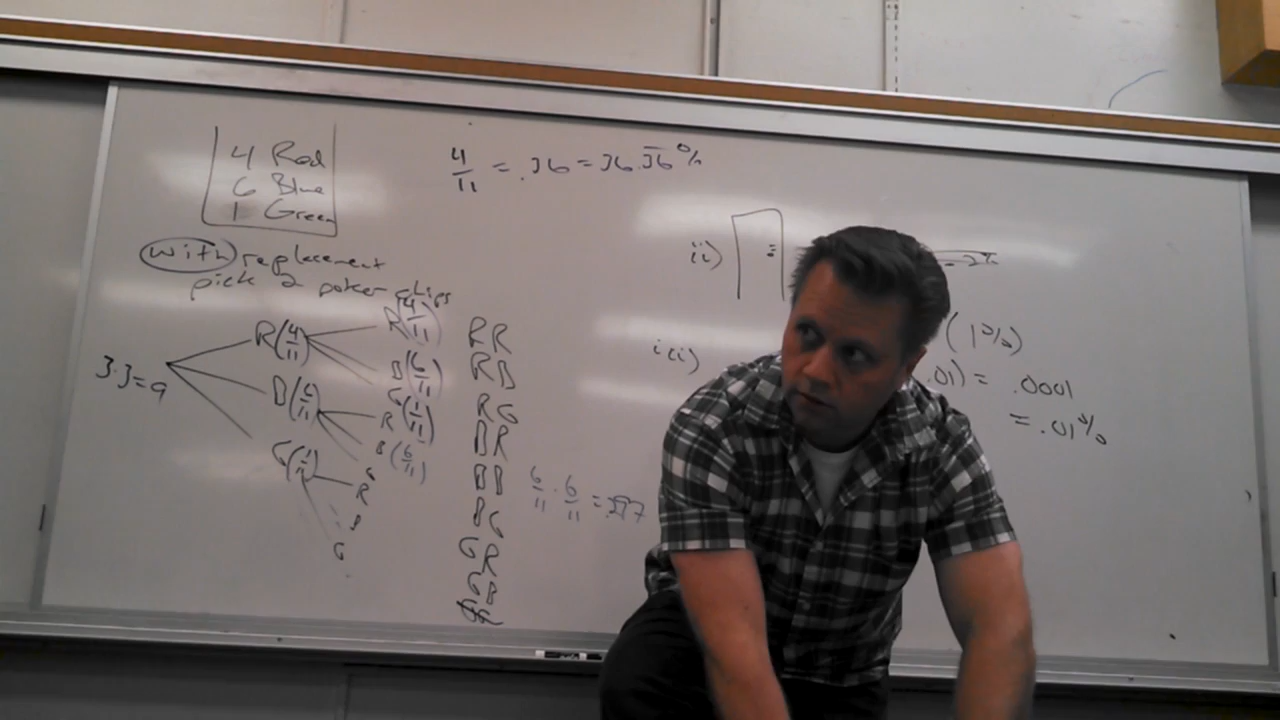 4 Red
6 Blue
1 Green
4/11 = .36 = 36.36%
with replacement
pick 2 poker chips
3.3=9
R(4/11)
R(4/11)
B(6/11)
G(1/11)
B(6/11)
R
B(6/11)
G
G(1/11)
R
B
G
RR
RB
RG
BR
BB
BG
GR
GB
GG
6/11 . 6/11 =
ii)
iii)
(1%)
.01) = .0001
= .01%